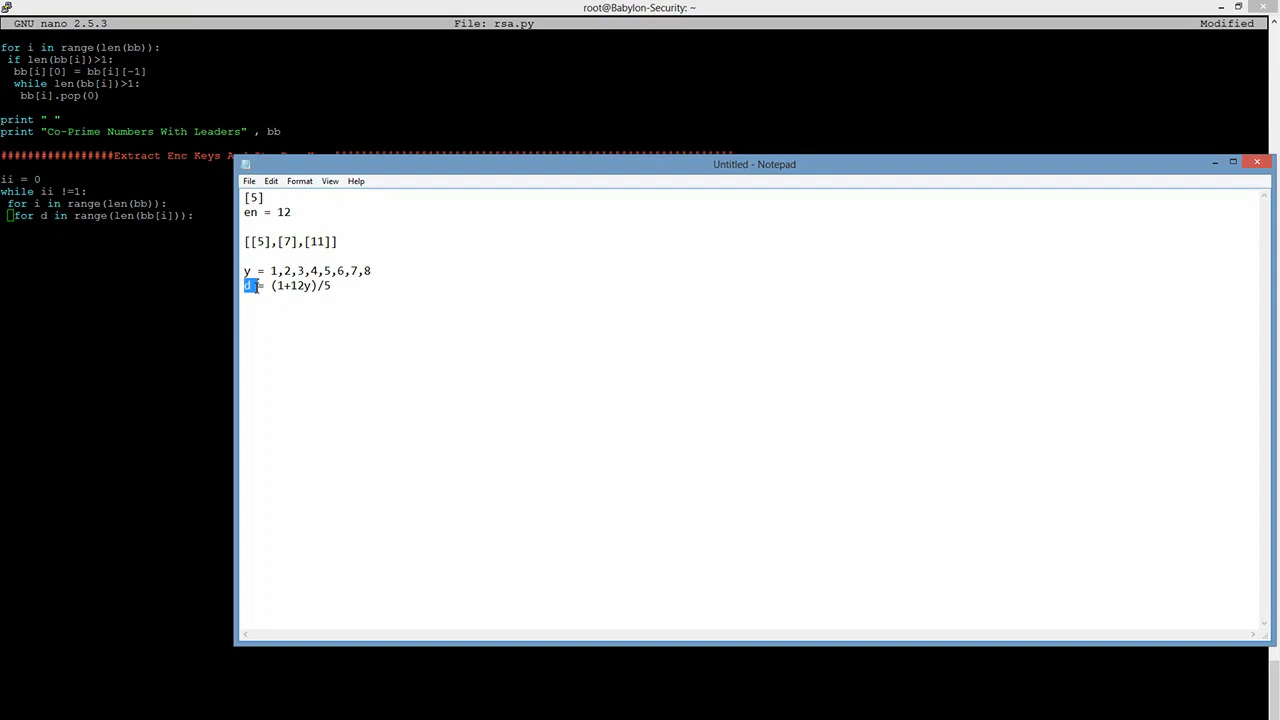 root@Babylon-Security: ~
GNU nano 2.5.3 File: rsa.py Modified
for i in range(len(bb)):
if len(bb[i])>1:
bb[i][0] = bb[i][-1]
while len(bb[i])>1:
bb[i].pop(0)
print " "
print "Co-Prime Numbers With Leaders" , bb
#################Extract Enc Keys A
ii = 0
while ii !=1:
for i in range(len(bb)):
for d in range(len(bb[i])):
Untitled - Notepad
File Edit Format View Help
[5]
en = 12
[[5],[7],[11]]
y = 1,2,3,4,5,6,7,8
d = (1+12y)/5